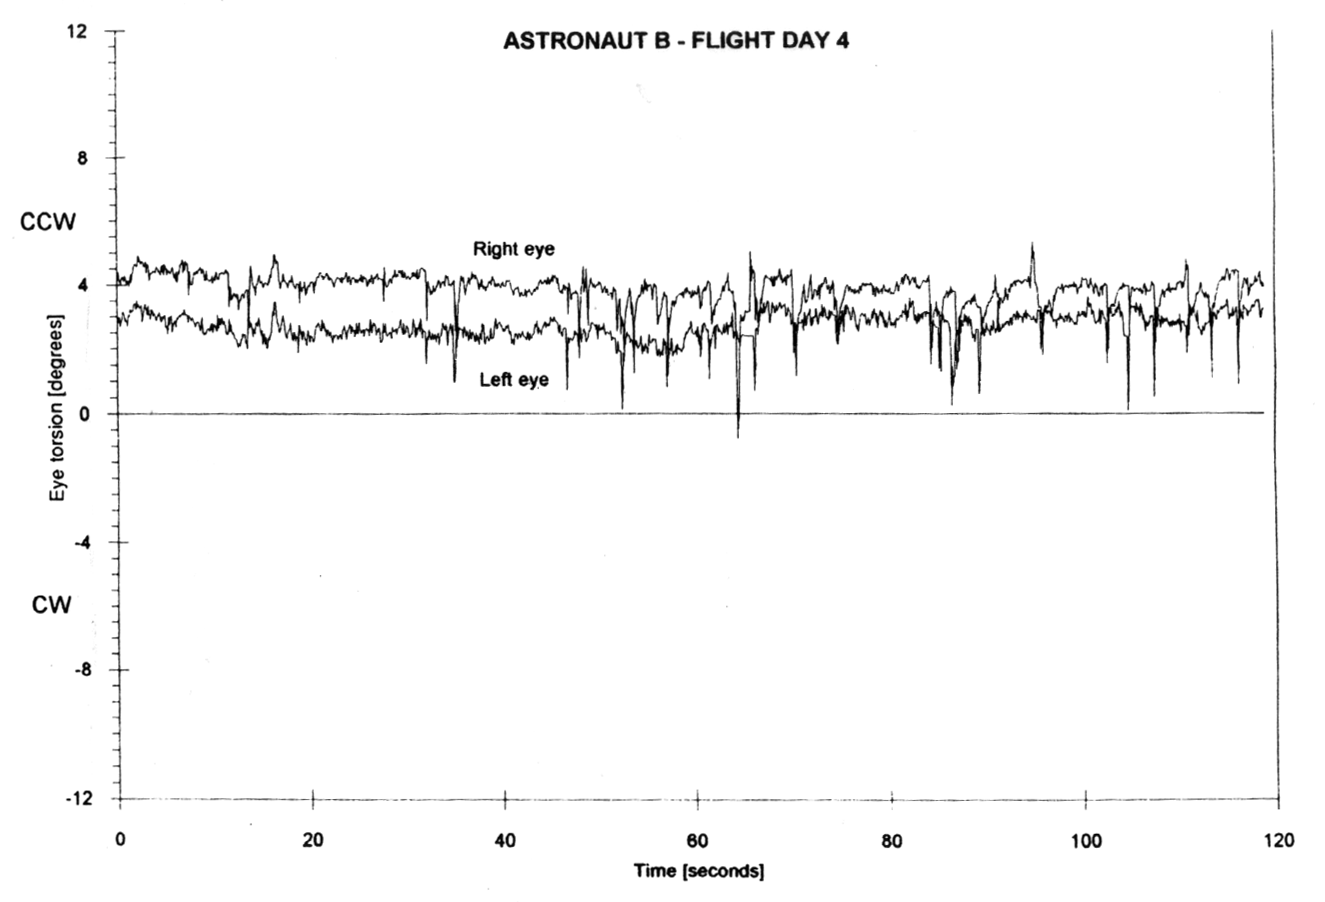 ASTRONAUT B - FLIGHT DAY 4
12
8
CCW
4
0
-4
CW
-8
-12
Eye torsion [degrees]
Right eye
Left eye
0 20 40 60 80 100 120
Time [seconds]